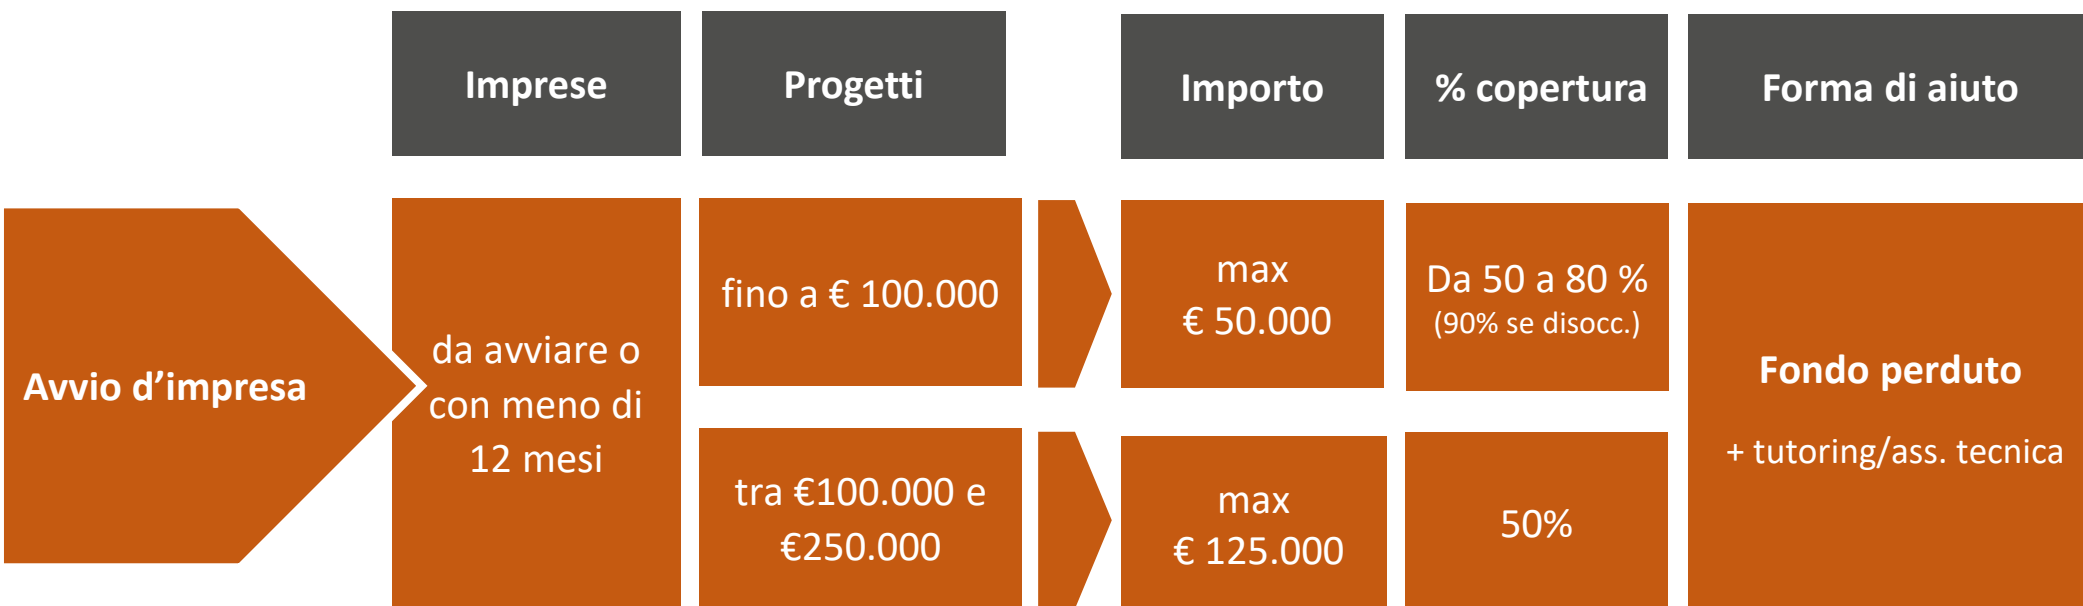 Imprese
Progetti
Importo
% copertura
Forma di aiuto
Avvio d’impresa
da avviare o
con meno di
12 mesi
fino a € 100.000
max
€ 50.000
Da 50 a 80 %
(90% se disocc.)
tra €100.000 e
€250.000
max
€ 125.000
50%
Fondo perduto
+ tutoring/ass. tecnica